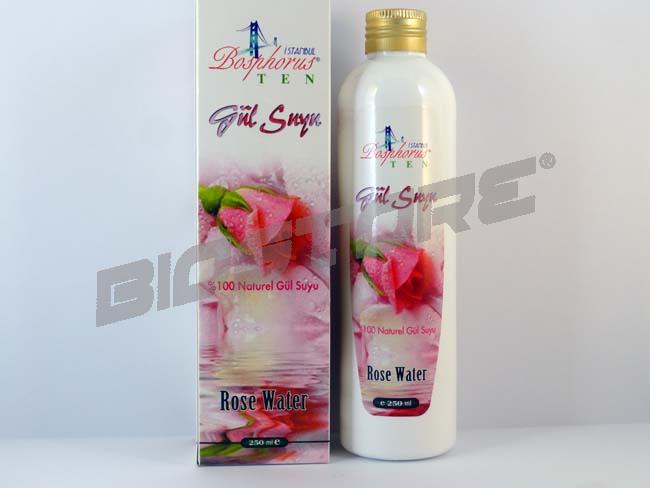 İSTANBUL
Bosphorus®
TEN
Gül Suyu
%100 Naturel Gül Suyu
Rose Water
250 ml e
İSTANBUL
Bosphorus®
TEN
Gül Suyu
100 Naturel Gül Suyu
Rose Water
e 250 ml
BIOSTORE®